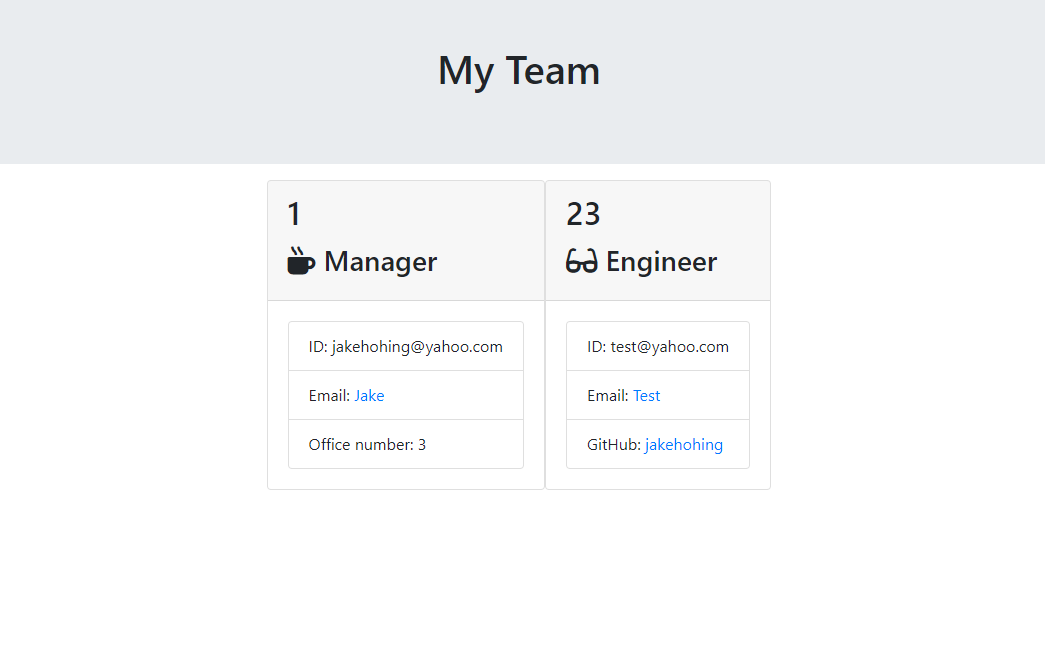 My Team
1
Manager
ID: jakehohing@yahoo.com
Email: Jake
Office number: 3
23
Engineer
ID: test@yahoo.com
Email: Test
GitHub: jakehohing